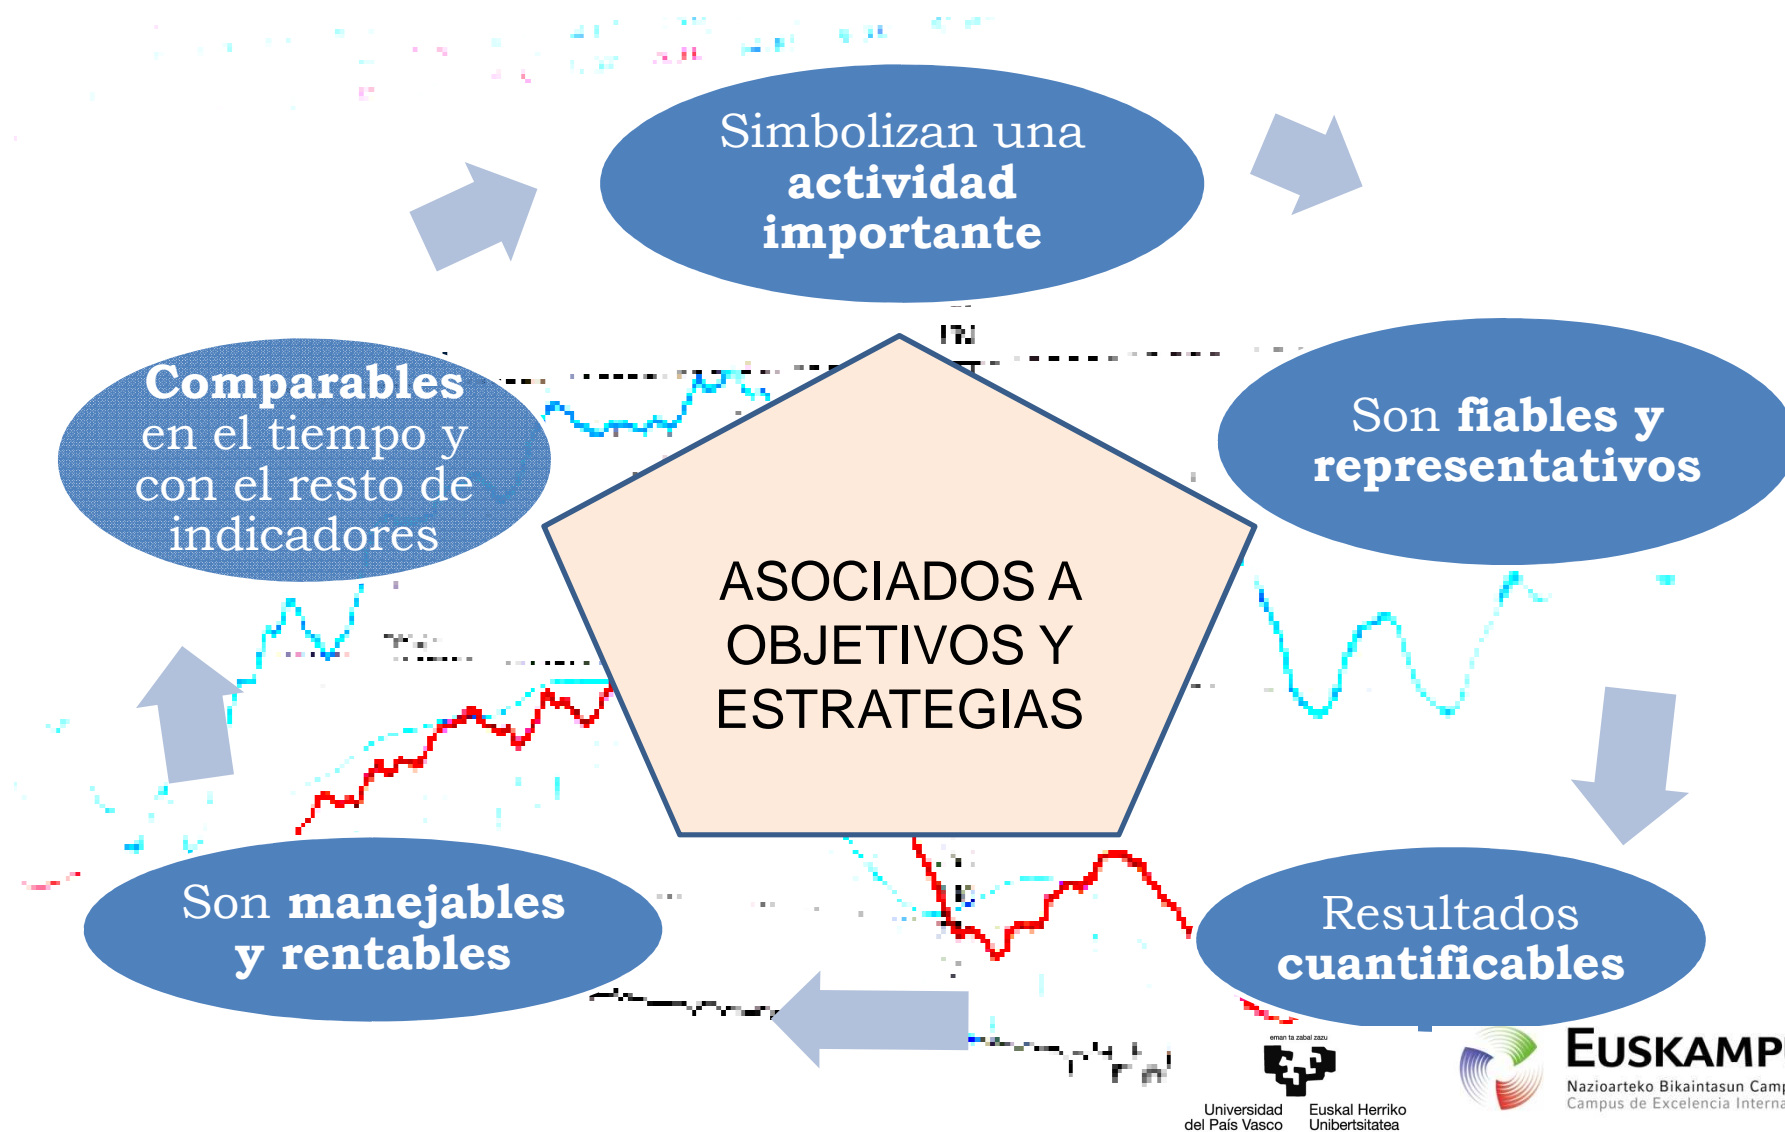 Simbolizan una
actividad
importante
Son fiables y
representativos
Resultados
cuantificables
Son manejables
y rentables
Comparables
en el tiempo y
con el resto de
indicadores
ASOCIADOS A
OBJETIVOS Y
ESTRATEGIAS
eman ta zabal zazu
Universidad
del País Vasco
Euskal Herriko
Unibertsitatea
EUSKAMPU
Nazioarteko Bikaintasun Camp
Campus de Excelencia Interna